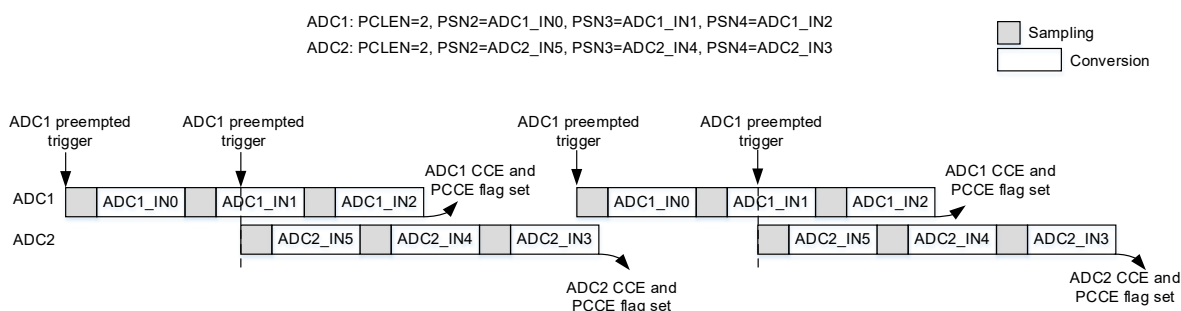 ADC1: PCLEN=2, PSN2=ADC1_IN0, PSN3=ADC1_IN1, PSN4=ADC1_IN2
ADC2: PCLEN=2, PSN2=ADC2_IN5, PSN3=ADC2_IN4, PSN4=ADC2_IN3
Sampling
Conversion
ADC1 preempted
trigger
ADC1 preempted
trigger
ADC1 preempted
trigger
ADC1 preempted
trigger
ADC1 CCE and
PCCE flag set
ADC1 CCE and
PCCE flag set
ADC1
ADC1_IN0
ADC1_IN1
ADC1_IN2
ADC1_IN0
ADC1_IN1
ADC1_IN2
ADC2
ADC2_IN5
ADC2_IN4
ADC2_IN3
ADC2_IN5
ADC2_IN4
ADC2_IN3
ADC2 CCE and
PCCE flag set
ADC2 CCE and
PCCE flag set